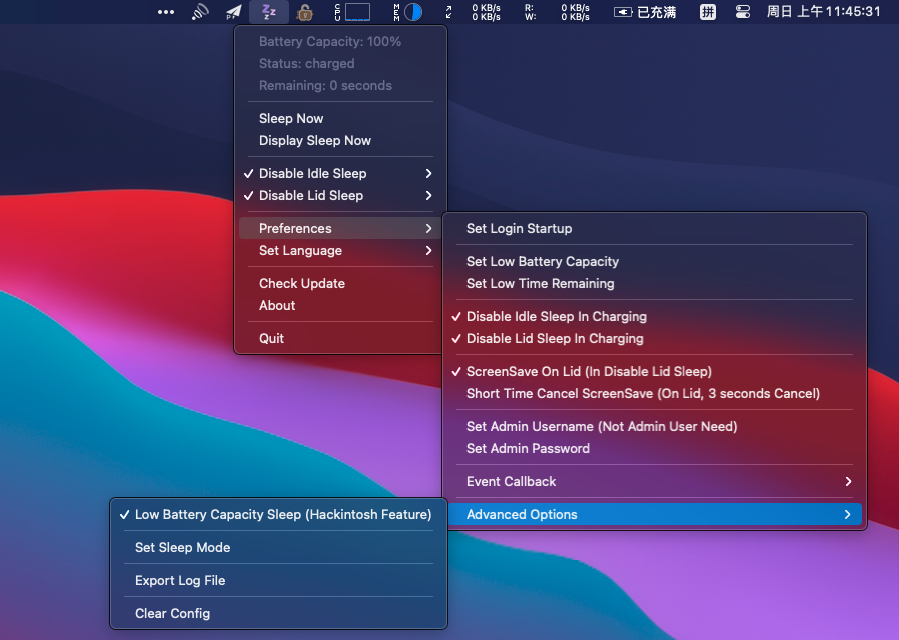 CPU
MEM
0 KB/s
0 KB/s
R:
W:
0 KB/s
0 KB/s
已充满
拼
周日 上午11:45:31
Battery Capacity: 100%
Status: charged
Remaining: 0 seconds
Sleep Now
Display Sleep Now
Disable Idle Sleep
Disable Lid Sleep
Preferences
Set Language
Check Update
About
Quit
Set Login Startup
Set Low Battery Capacity
Set Low Time Remaining
Disable Idle Sleep In Charging
Disable Lid Sleep In Charging
ScreenSave On Lid (In Disable Lid Sleep)
Short Time Cancel ScreenSave (On Lid, 3 seconds Cancel)
Set Admin Username (Not Admin User Need)
Set Admin Password
Event Callback
Advanced Options
Low Battery Capacity Sleep (Hackintosh Feature)
Set Sleep Mode
Export Log File
Clear Config